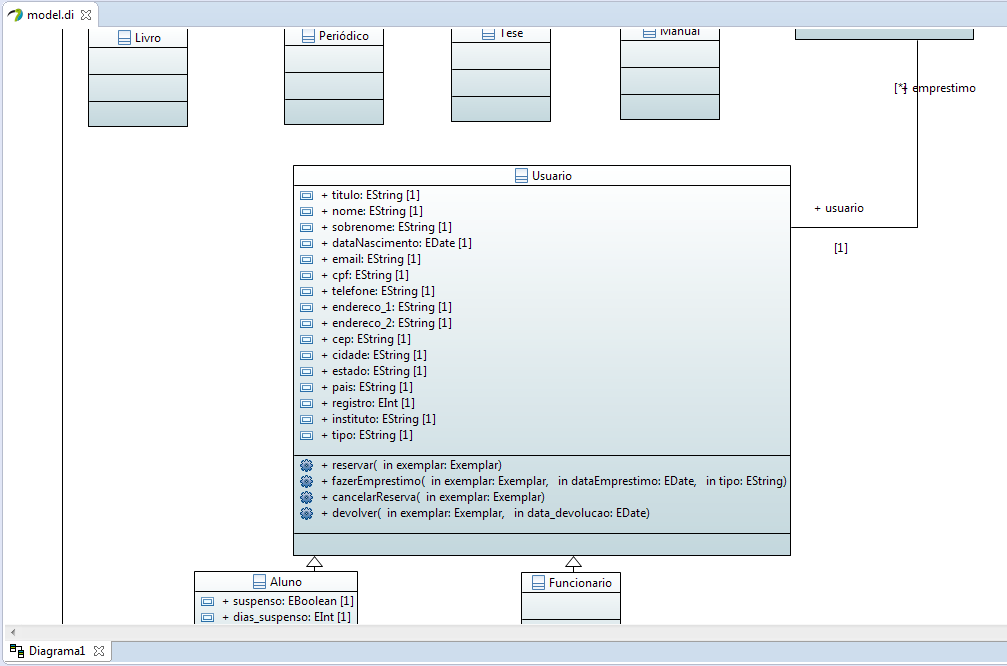 model.di
Livro
Periódico
Tese
Manual
[*]
+ emprestimo
Usuario
+ titulo: EString [1]
+ nome: EString [1]
+ sobrenome: EString [1]
+ dataNascimento: EDate [1]
+ email: EString [1]
+ cpf: EString [1]
+ telefone: EString [1]
+ endereco_1: EString [1]
+ endereco_2: EString [1]
+ cep: EString [1]
+ cidade: EString [1]
+ estado: EString [1]
+ pais: EString [1]
+ registro: EInt [1]
+ instituto: EString [1]
+ tipo: EString [1]
+ reservar( in exemplar: Exemplar)
+ fazerEmprestimo( in exemplar: Exemplar, in dataEmprestimo: EDate, in tipo: EString)
+ cancelarReserva( in exemplar: Exemplar)
+ devolver( in exemplar: Exemplar, in data_devolucao: EDate)
+ usuario
[1]
Aluno
+ suspenso: EBoolean [1]
+ dias_suspenso: EInt [1]
Funcionario
Diagrama1